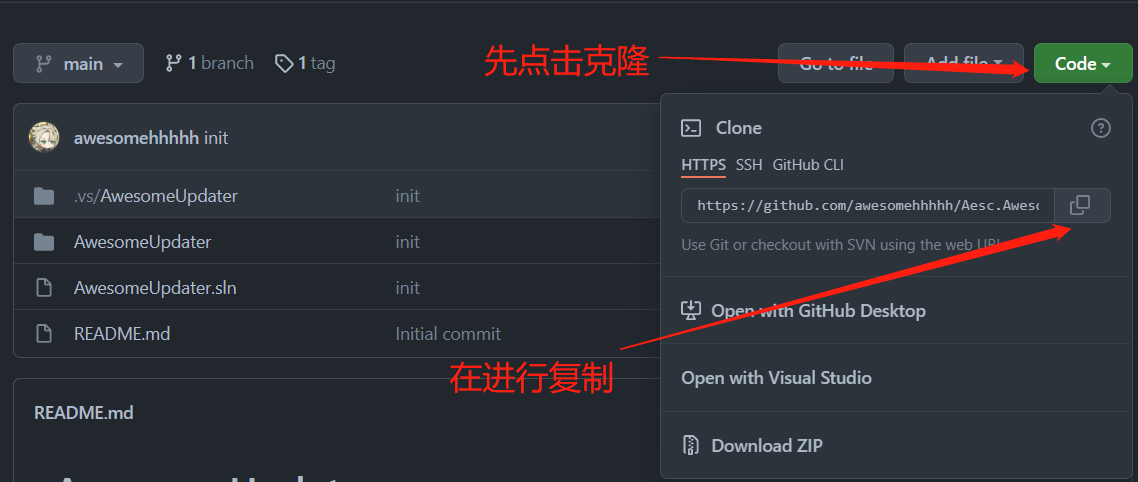 main
1 branch
1 tag
先点击克隆
Go to file
Add file
Code
awesomehhhhh init
Clone
HTTPS SSH GitHub CLI
.vs/AwesomeUpdater init
https://github.com/awesomehhhhh/Aesc.Aweso
AwesomeUpdater init
Use Git or checkout with SVN using the web URL
AwesomeUpdater.sln init
Open with GitHub Desktop
README.md Initial commit
在进行复制
Open with Visual Studio
README.md
Download ZIP